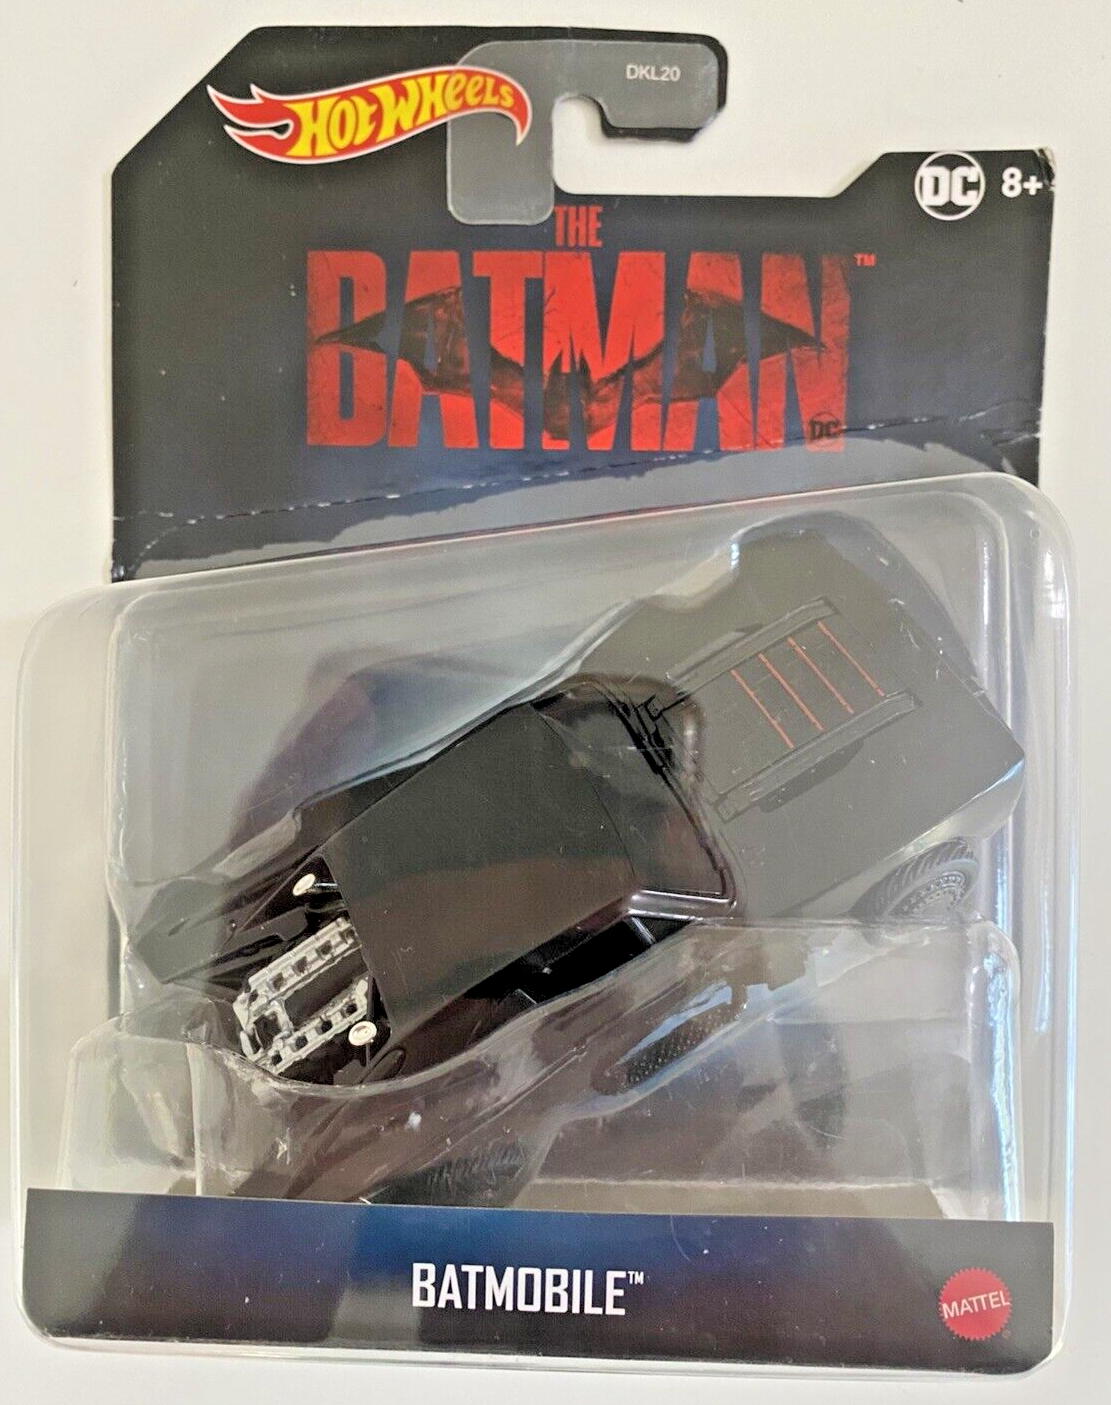 HOT WHEELS
DKL20
DC
8+
THE
BATMAN™
DC
BATMOBILE™
MATTEL